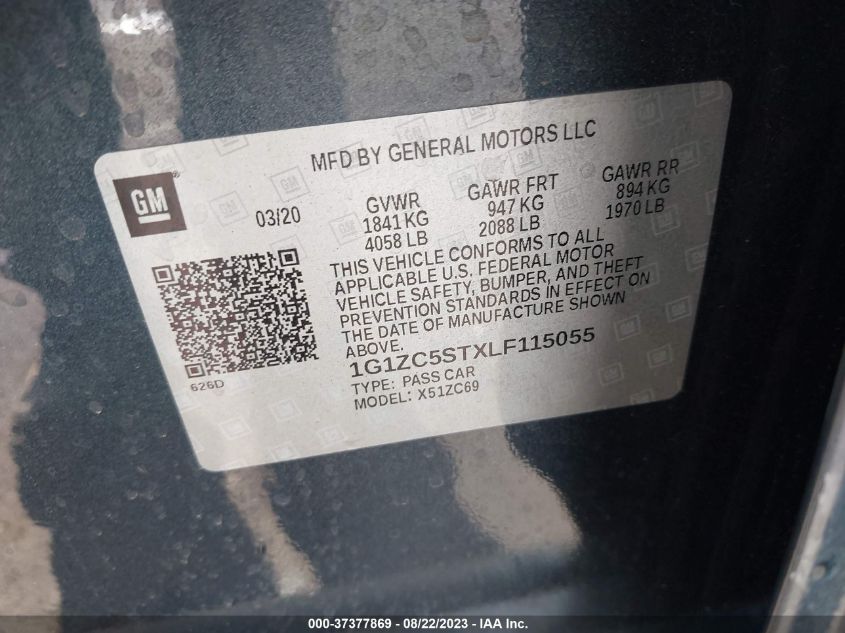 MFD BY GENERAL MOTORS LLC
GM
03/20
GVWR
1841 KG
4058 LB
GAWR FRT
947 KG
2088 LB
GAWR RR
894 KG
1970 LB
THIS VEHICLE CONFORMS TO ALL
APPLICABLE U.S. FEDERAL MOTOR
VEHICLE SAFETY, BUMPER, AND THEFT
PREVENTION STANDARDS IN EFFECT ON
THE DATE OF MANUFACTURE SHOWN
ABOVE.
1G1ZC5STXLF115055
TYPE: PASS CAR
MODEL: X51ZC69
626D
000-37377869 - 08/22/2023 - IAA Inc.